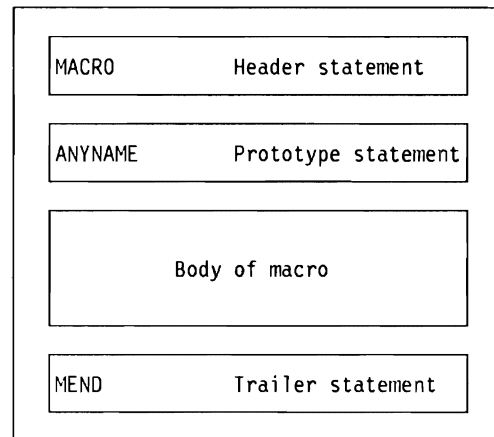 MACRO Header statement
ANYNAME Prototype statement
Body of macro
MEND Trailer statement